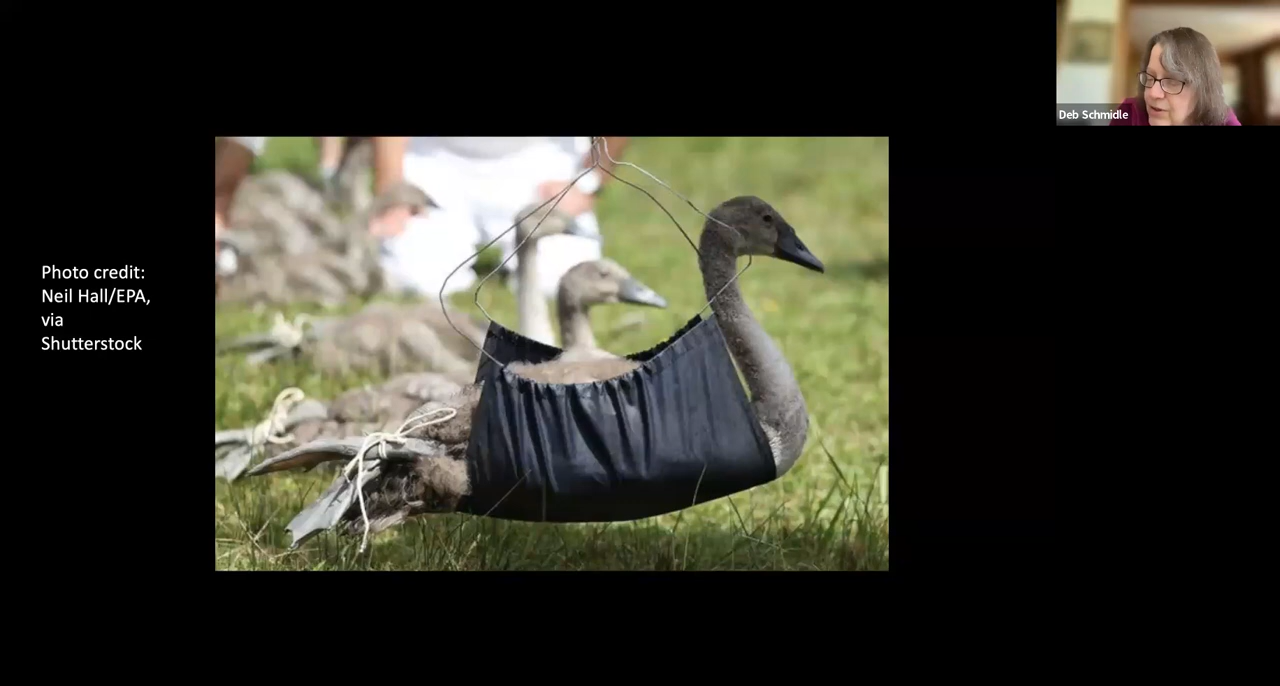 Photo credit:
Neil Hall/EPA,
via
Shutterstock
Deb Schmidle